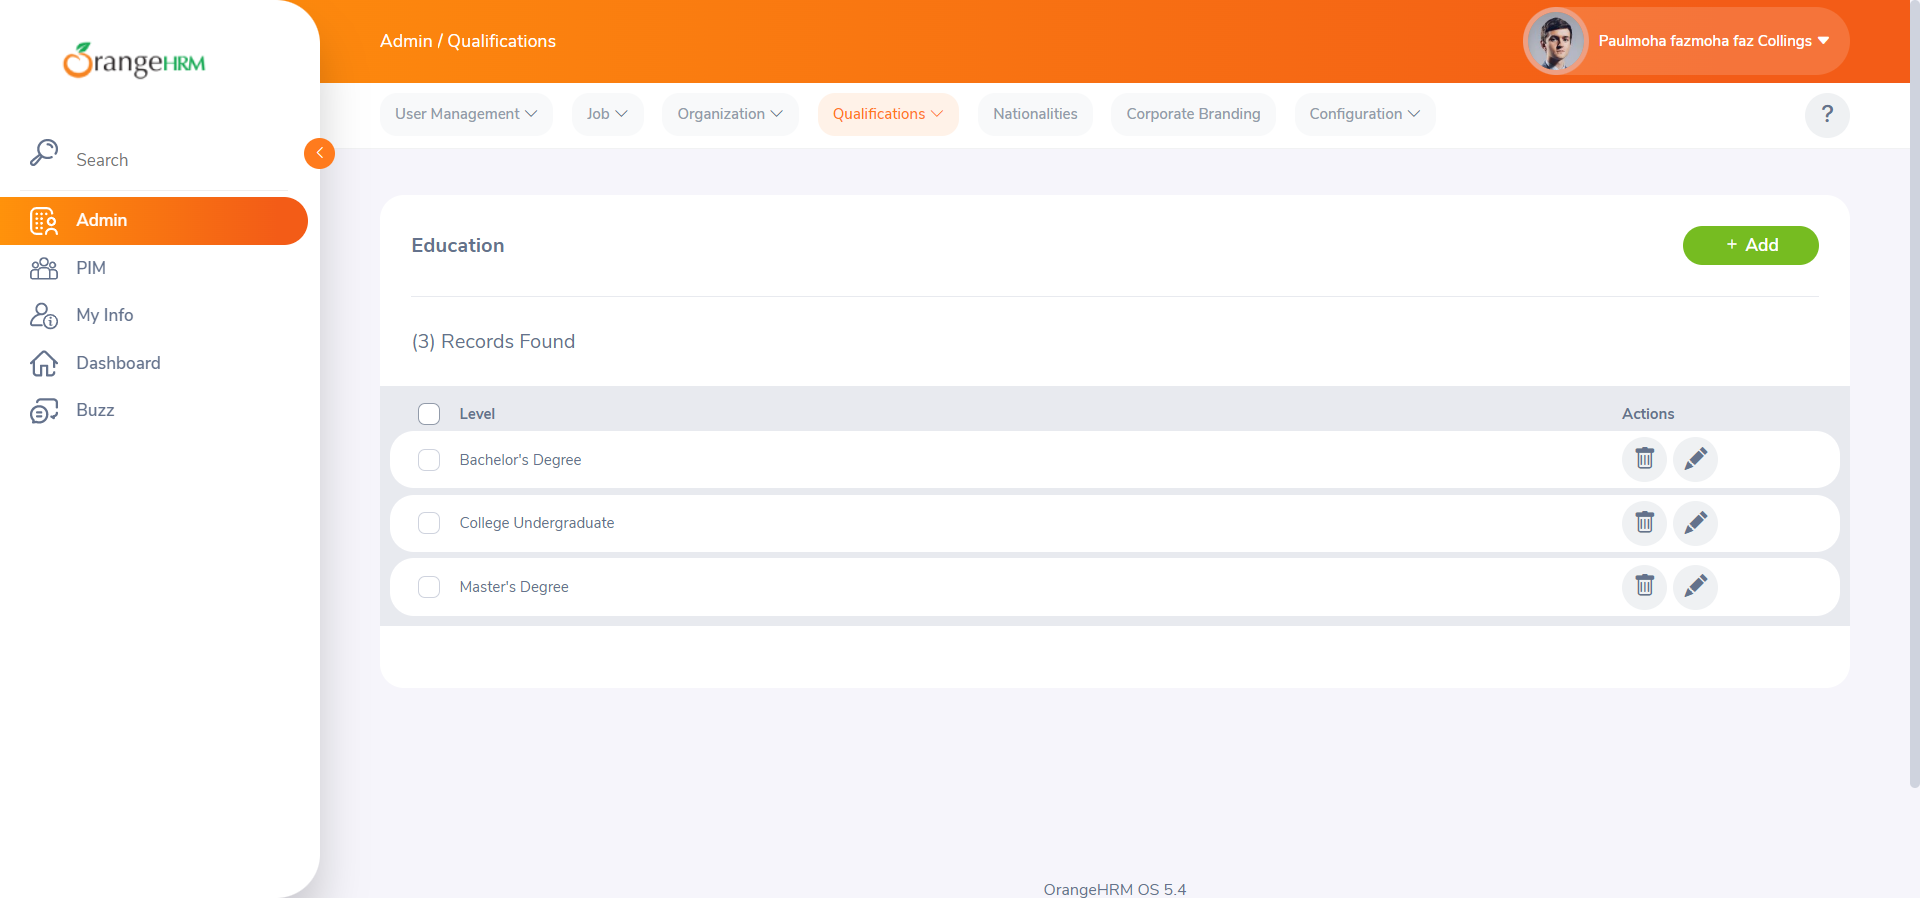 OrangeHRM
Admin / Qualifications
Paulmoha fazmoha faz Collings
User Management
Job
Organization
Qualifications
Nationalities
Corporate Branding
Configuration
?
Search
Admin
PIM
My Info
Dashboard
Buzz
Education
+ Add
(3) Records Found
Level
Actions
Bachelor's Degree
College Undergraduate
Master's Degree
OrangeHRM OS 5.4